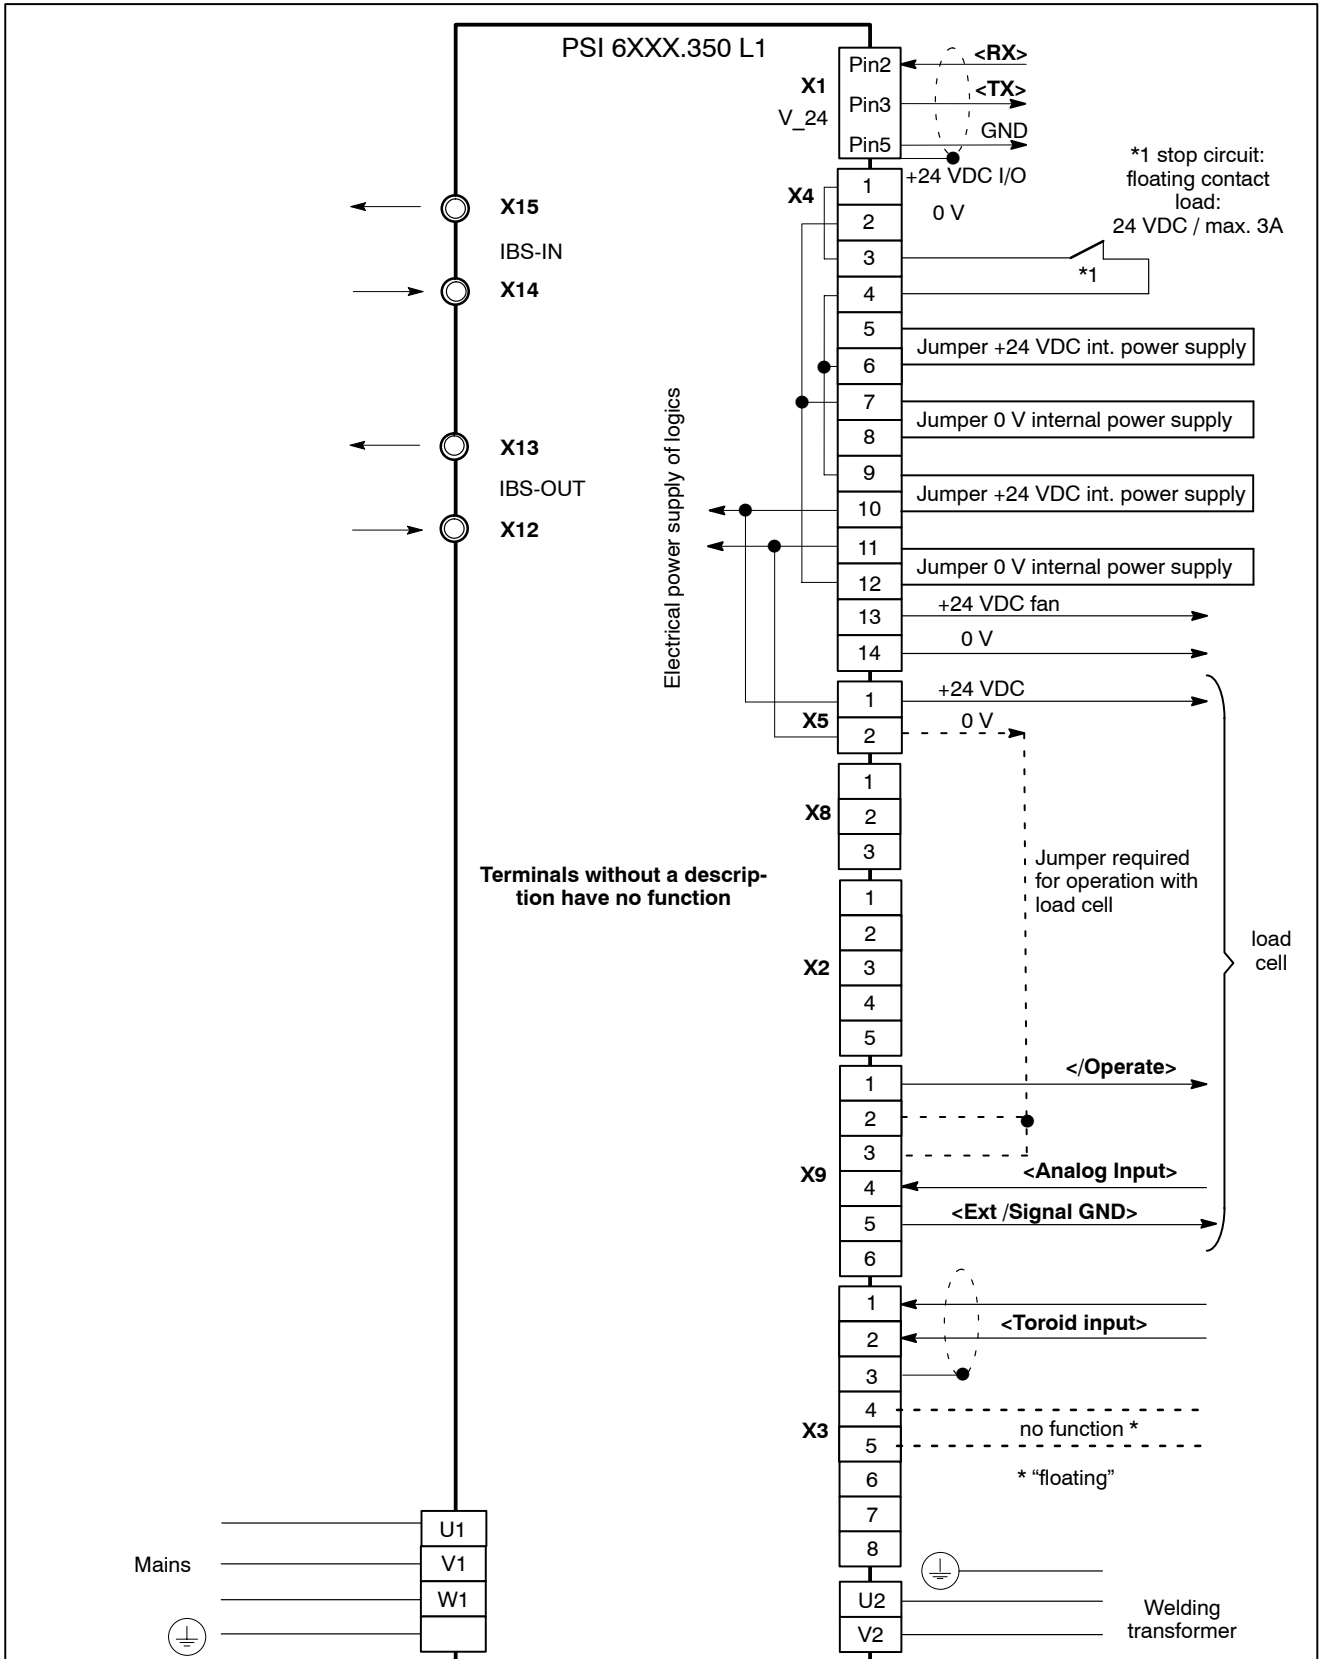 PSI 6XXX.350 L1
X1
V_24
Pin2
Pin3
Pin5
<RX>
<TX>
GND
*1 stop circuit:
floating contact
load:
24 VDC / max. 3A
*1
X15
IBS-IN
X14
X13
IBS-OUT
X12
Electrical power supply of logics
X4
1
+24 VDC I/O
2
0 V
3
4
5
Jumper +24 VDC int. power supply
6
7
Jumper 0 V internal power supply
8
9
Jumper +24 VDC int. power supply
10
11
Jumper 0 V internal power supply
12
13
+24 VDC fan
14
0 V
X5
1
+24 VDC
2
0 V
X8
1
2
3
Jumper required
for operation with
load cell
Terminals without a descrip-
tion have no function
X2
1
2
3
4
5
load
cell
X9
1
</Operate>
2
3
4
<Analog Input>
5
<Ext /Signal GND>
6
X3
1
<Toroid input>
2
3
4
no function *
5
* “floating”
6
7
8
Mains
U1
V1
W1
U2
V2
Welding
transformer